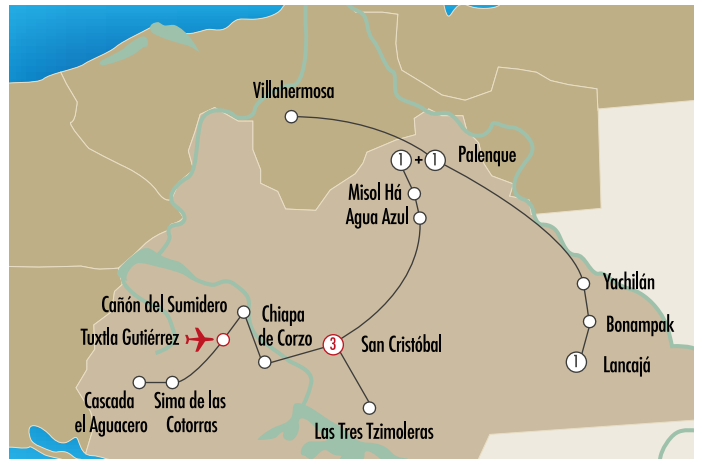 Villahermosa
1 + 1 Palenque
Misol Há
Agua Azul
Yachilán
Cañón del Sumidero
Chiapa
de Corzo
Bonampak
Tuxtla Gutiérrez
3 San Cristóbal
1 Lancajá
Cascada
el Aguacero
Sima de las
Cotorras
Las Tres Tzimoleras